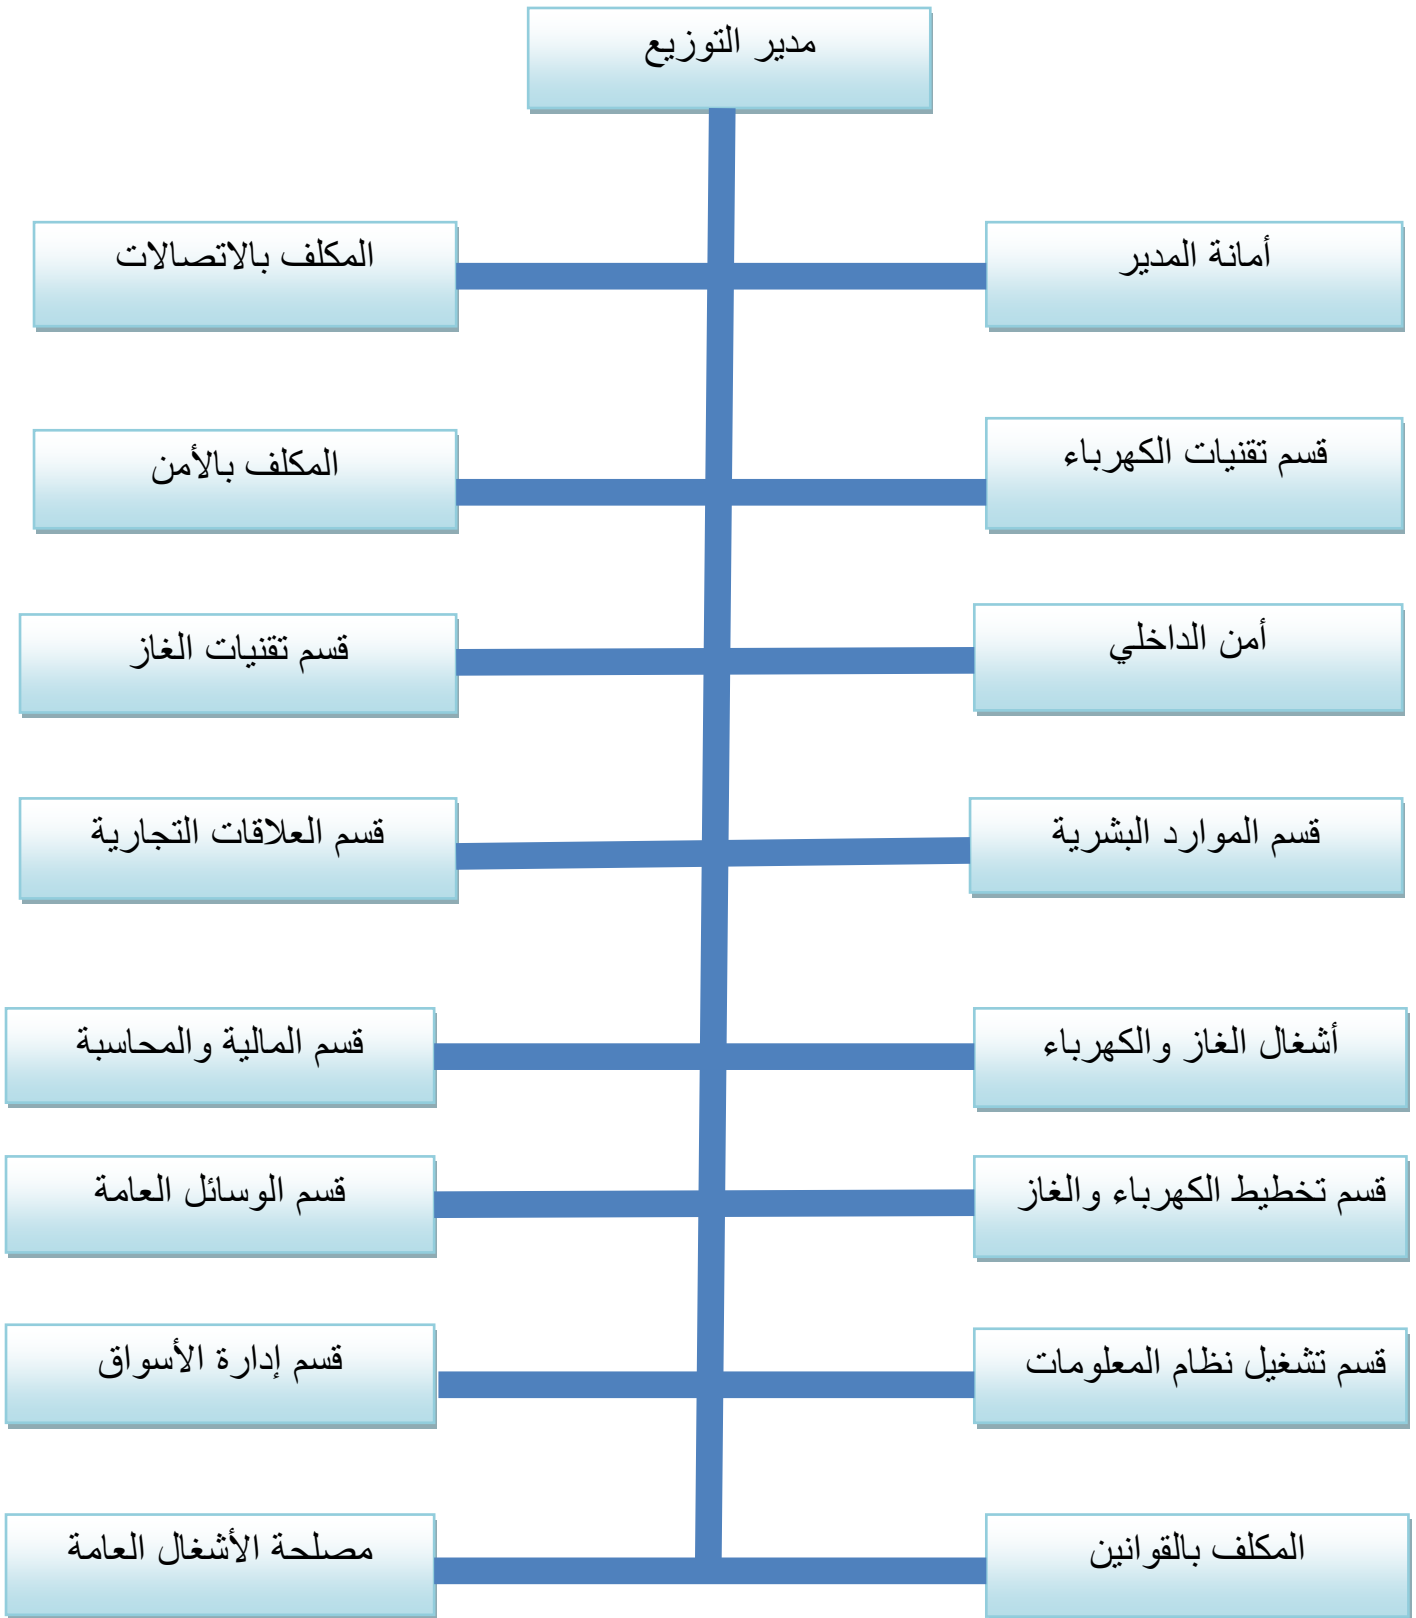 مدير التوزيع
أمانة المدير
المكلف بالاتصالات
قسم تقنيات الكهرباء
المكلف بالأمن
أمن الداخلي
قسم تقنيات الغاز
قسم الموارد البشرية
قسم العلاقات التجارية
أشغال الغاز والكهرباء
قسم المالية والمحاسبة
قسم تخطيط الكهرباء والغاز
قسم الوسائل العامة
قسم تشغيل نظام المعلومات
قسم إدارة الأسواق
المكلف بالقوانين
مصلحة الأشغال العامة